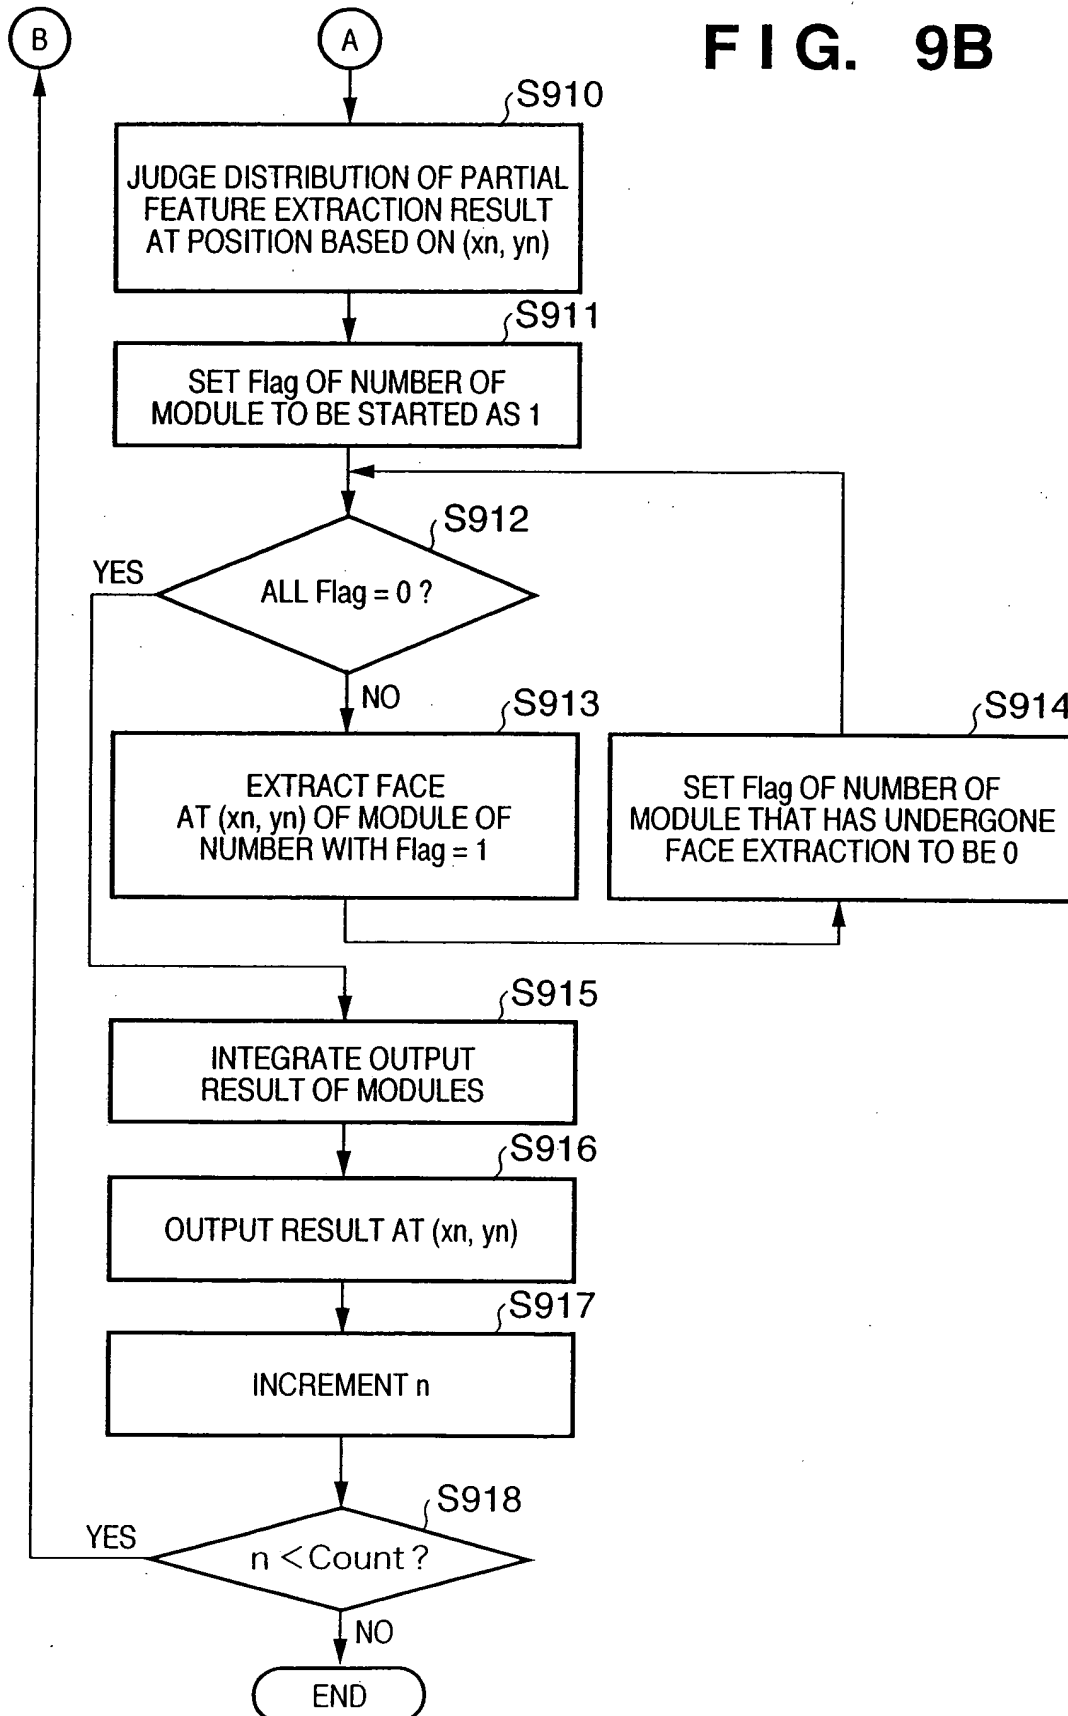 FIG. 9B
B
A
S910
JUDGE DISTRIBUTION OF PARTIAL
FEATURE EXTRACTION RESULT
AT POSITION BASED ON (xn, yn)
S911
SET Flag OF NUMBER OF
MODULE TO BE STARTED AS 1
S912
YES
ALL Flag = 0 ?
NO
S913
EXTRACT FACE
AT (xn, yn) OF MODULE OF
NUMBER WITH Flag = 1
S914
SET Flag OF NUMBER OF
MODULE THAT HAS UNDERGONE
FACE EXTRACTION TO BE 0
S915
INTEGRATE OUTPUT
RESULT OF MODULES
S916
OUTPUT RESULT AT (xn, yn)
S917
INCREMENT n
S918
YES
n < Count ?
NO
END